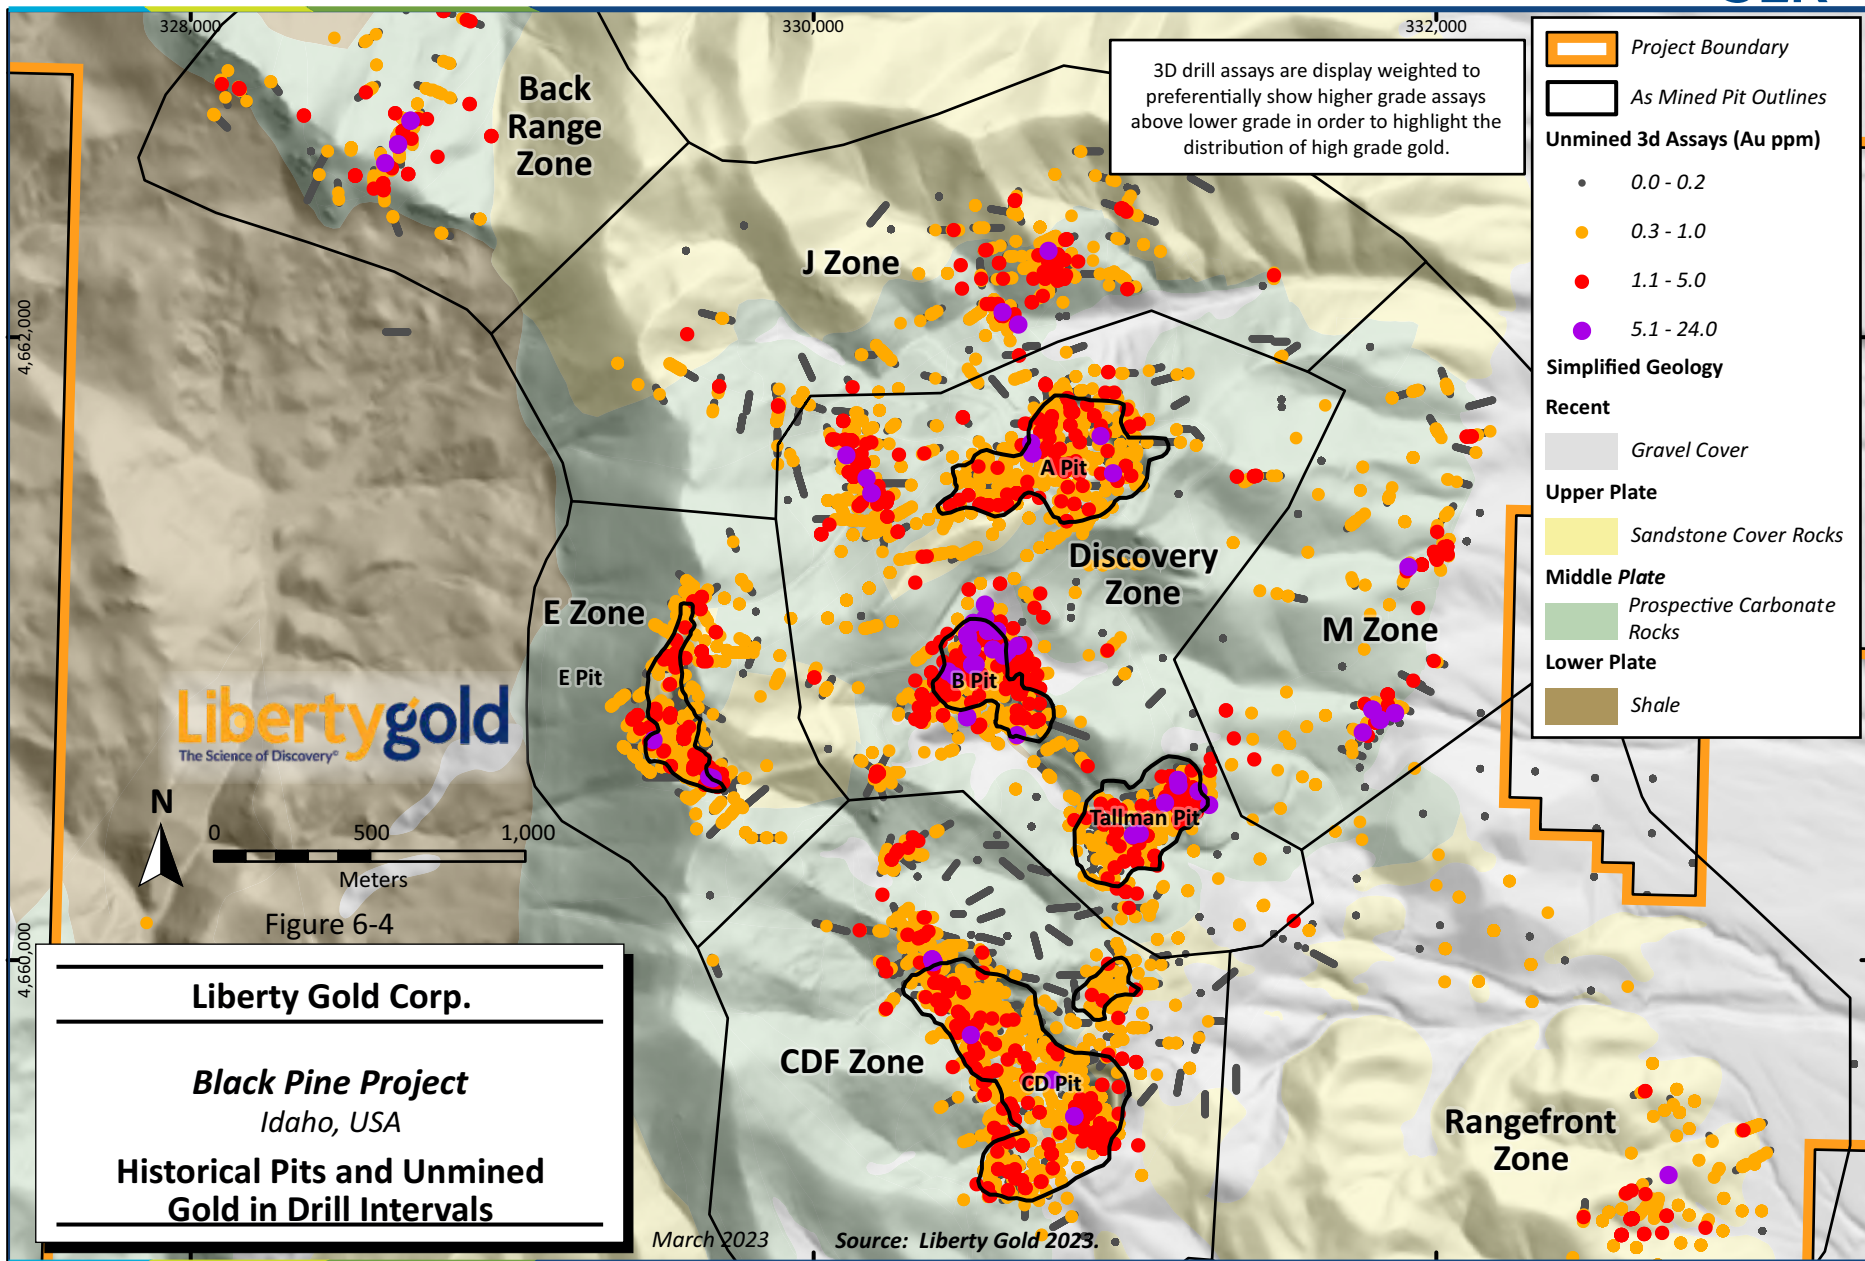 328,000
330,000
332,000
4,662,000
4,660,000
3D drill assays are display weighted to
preferentially show higher grade assays
above lower grade in order to highlight the
distribution of high grade gold.
Project Boundary
As Mined Pit Outlines
Unmined 3d Assays (Au ppm)
0.0 - 0.2
0.3 - 1.0
1.1 - 5.0
5.1 - 24.0
Simplified Geology
Recent
Gravel Cover
Upper Plate
Sandstone Cover Rocks
Middle Plate
Prospective Carbonate
Rocks
Lower Plate
Shale
Back
Range
Zone
J Zone
A Pit
Discovery
Zone
E Zone
E Pit
B Pit
M Zone
Tallman Pit
CDF Zone
CD Pit
Rangefront
Zone
Libertygold
The Science of Discovery®
N
0 500 1,000
Meters
Figure 6-4
Liberty Gold Corp.
Black Pine Project
Idaho, USA
Historical Pits and Unmined
Gold in Drill Intervals
March 2023
Source: Liberty Gold 2023.